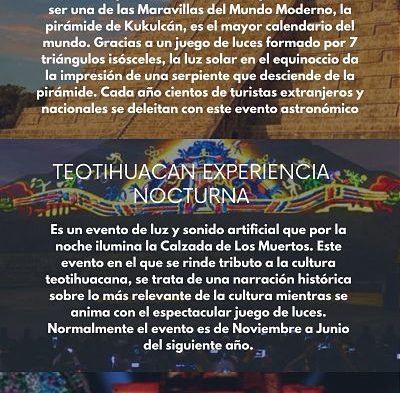 ser una de las Maravillas del Mundo Moderno, la
pirámide de Kukulcán, es el mayor calendario del
mundo. Gracias a un juego de luces formado por 7
triángulos isósceles, la luz solar en el equinoccio da
la impresión de una serpiente que desciende de la
pirámide. Cada año cientos de turistas extranjeros y
nacionales se deleitan con este evento astronómico
TEOTIHUACAN EXPERIENCIA
NOCTURNA
Es un evento de luz y sonido artificial que por la
noche ilumina la Calzada de Los Muertos. Este
evento en el que se rinde tributo a la cultura
teotihuacana, se trata de una narración histórica
sobre lo más relevante de la cultura mientras se
anima con el espectacular juego de luces.
Normalmente el evento es de Noviembre a Junio
del siguiente año.